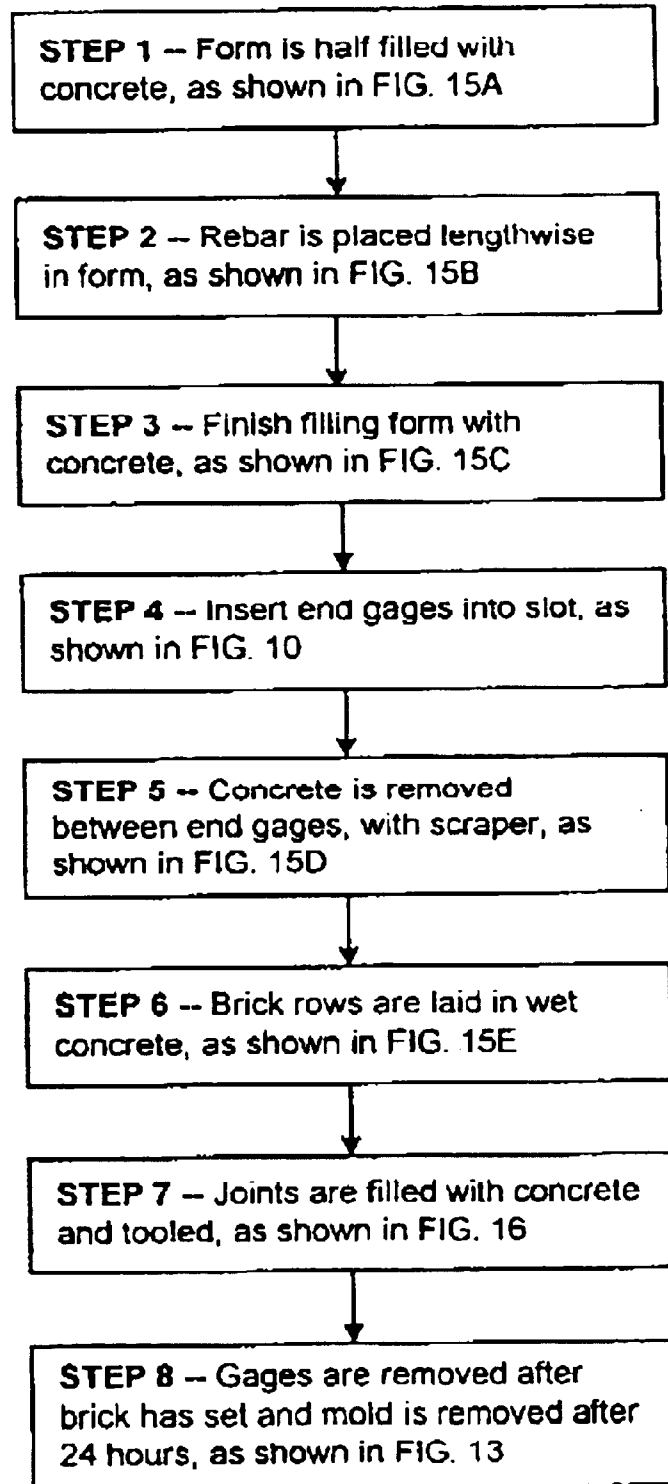 STEP 1 -- Form is half filled with
concrete, as shown in FIG. 15A
STEP 2 -- Rebar is placed lengthwise
in form, as shown in FIG. 15B
STEP 3 -- Finish filling form with
concrete, as shown in FIG. 15C
STEP 4 -- Insert end gages into slot, as
shown in FIG. 10
STEP 5 -- Concrete is removed
between end gages, with scraper, as
shown in FIG. 15D
STEP 6 -- Brick rows are laid in wet
concrete, as shown in FIG. 15E
STEP 7 -- Joints are filled with concrete
and tooled, as shown in FIG. 16
STEP 8 -- Gages are removed after
brick has set and mold is removed after
24 hours, as shown in FIG. 13